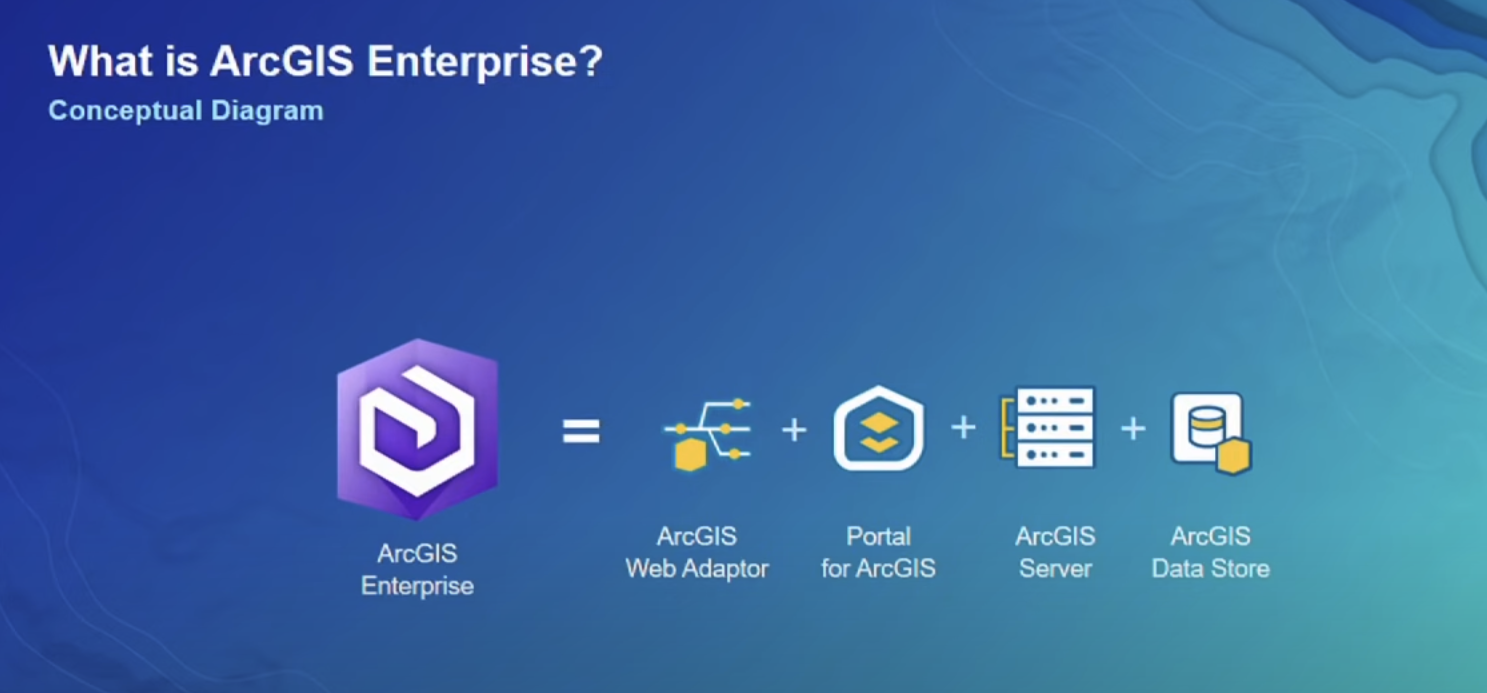 What is ArcGIS Enterprise?
Conceptual Diagram
ArcGIS
Enterprise
=
ArcGIS
Web Adaptor
+
Portal
for ArcGIS
+
ArcGIS
Server
+
ArcGIS
Data Store